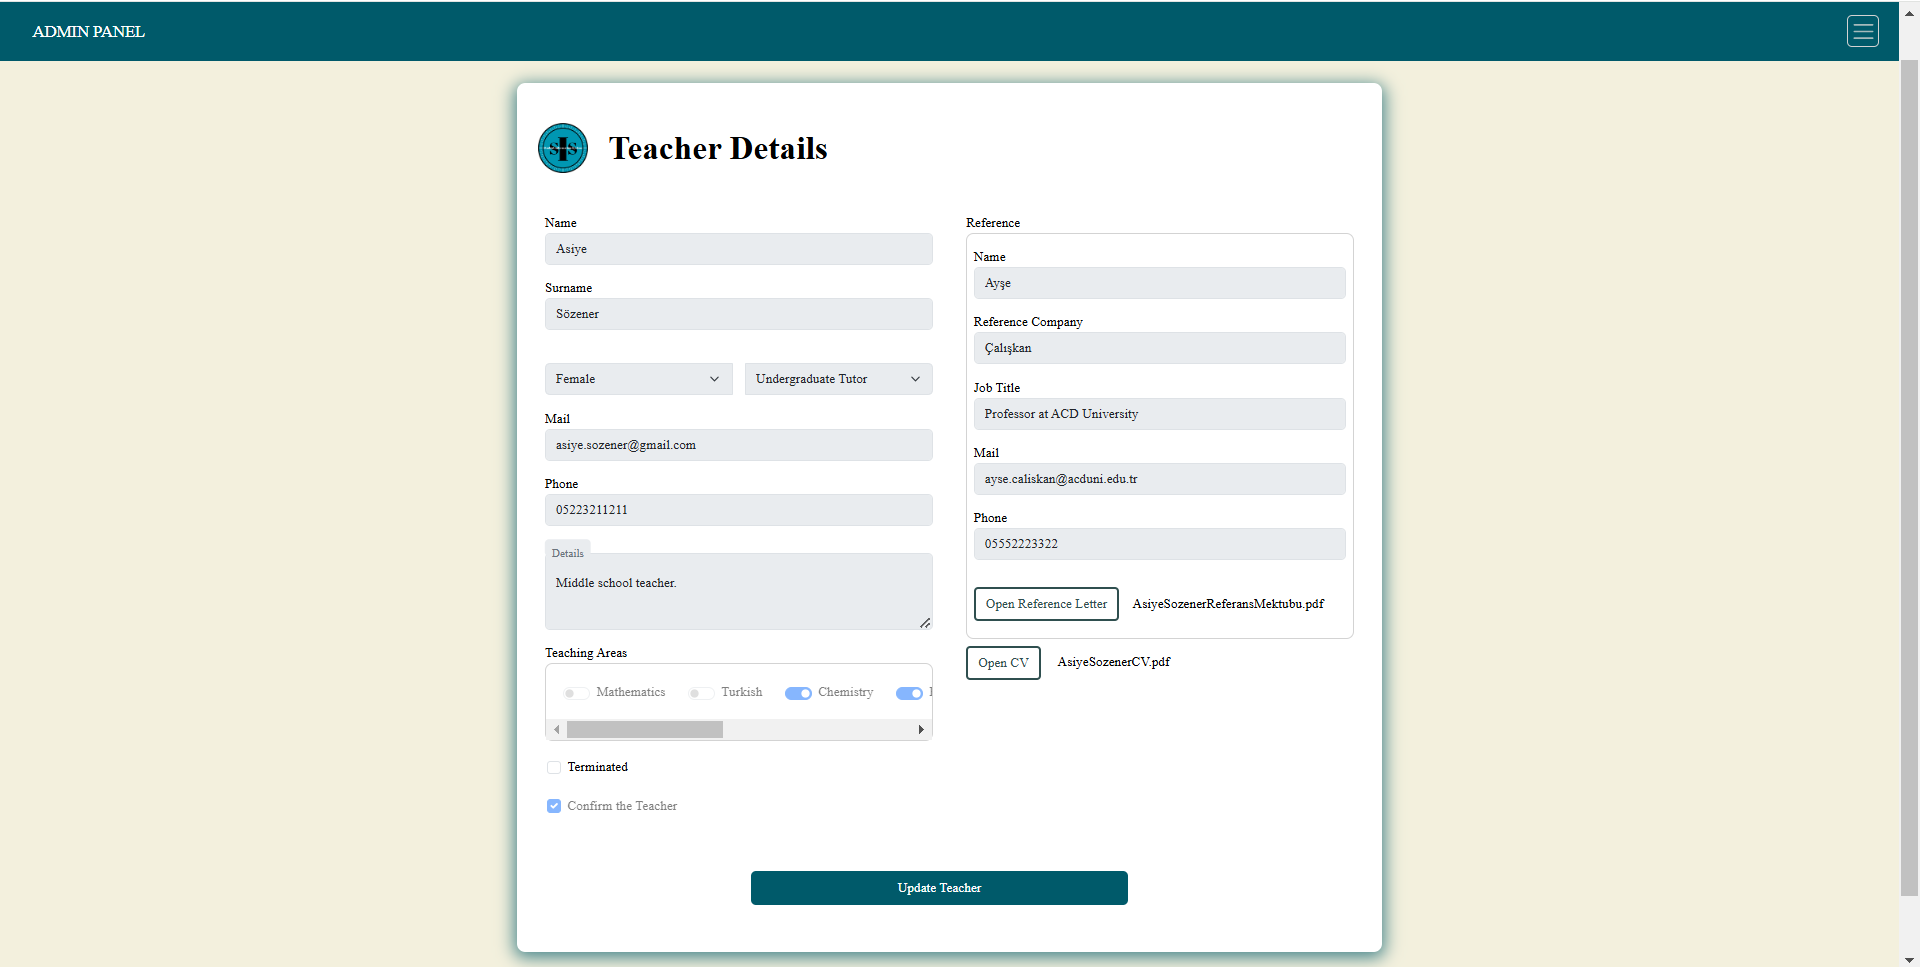 ADMIN PANEL
Teacher Details
Name
Asiye
Surname
Sözener
Female
Undergraduate Tutor
Mail
asiye.sozener@gmail.com
Phone
05223211211
Details
Middle school teacher.
Teaching Areas
Mathematics
Turkish
Chemistry
Terminated
Confirm the Teacher
Reference
Name
Ayşe
Reference Company
Çalışkan
Job Title
Professor at ACD University
Mail
ayse.caliskan@acduni.edu.tr
Phone
05552223322
Open Reference Letter
AsiyeSozenerReferansMektubu.pdf
Open CV
AsiyeSozenerCV.pdf
Update Teacher